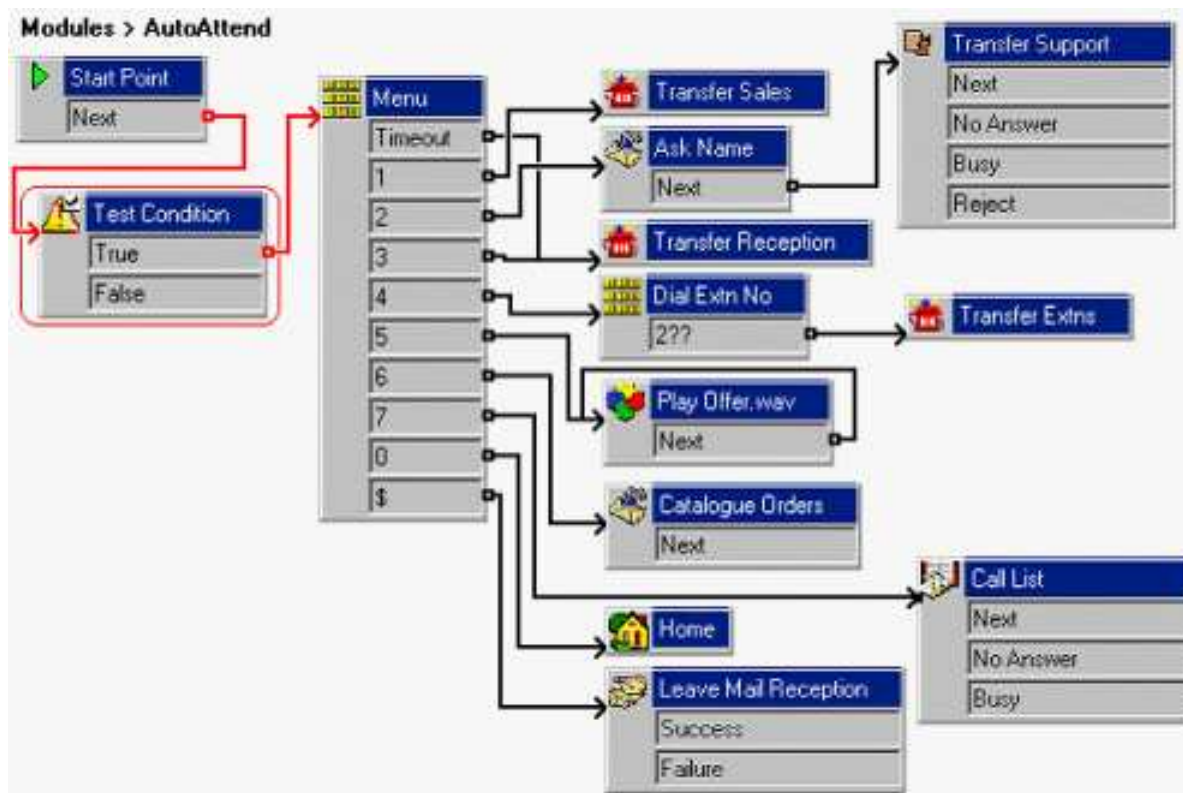 Modules > AutoAttend
Start Point
Next
Test Condition
True
False
Menu
Timeout
1
2
3
4
5
6
7
0
$
Transfer Sales
Ask Name
Next
Transfer Reception
Dial Extn No
2??
Play Offer.wav
Next
Catalogue Orders
Next
Home
Leave Mail Reception
Success
Failure
Transfer Support
Next
No Answer
Busy
Reject
Transfer Extns
Call List
Next
No Answer
Busy